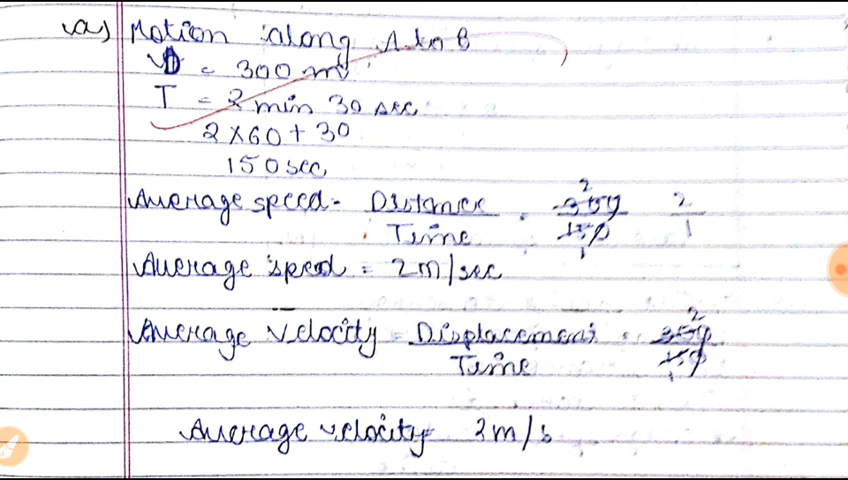 (a) Motion along A to B
D = 300 m
T = 2 min 30 sec
2 x 60 + 30
150 sec
Average speed = Distance / Time = 300 / 150 2 / 1
Average speed = 2 m/sec
Average velocity = Displacement / Time = 300 / 150
Average velocity = 2 m/s